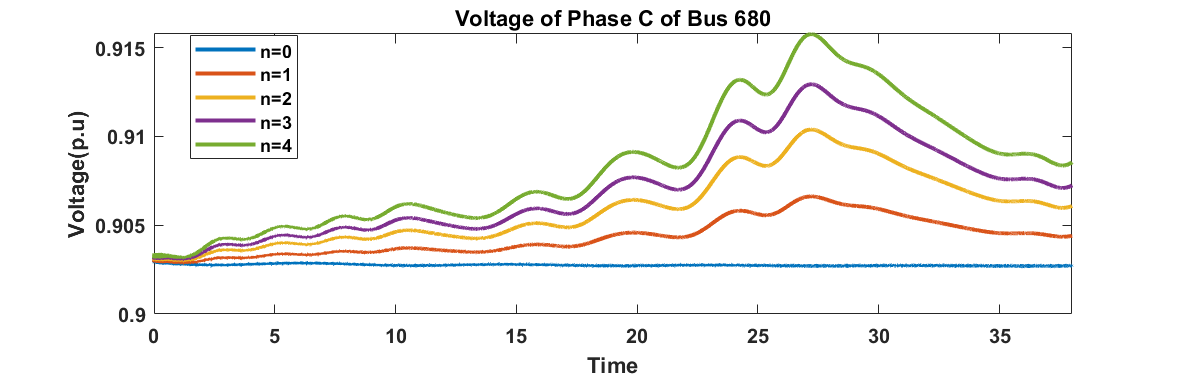 Voltage of Phase C of Bus 680
Voltage(p.u)
0.915
0.91
0.905
0.9
n=0
n=1
n=2
n=3
n=4
0 5 10 15 20 25 30 35
Time